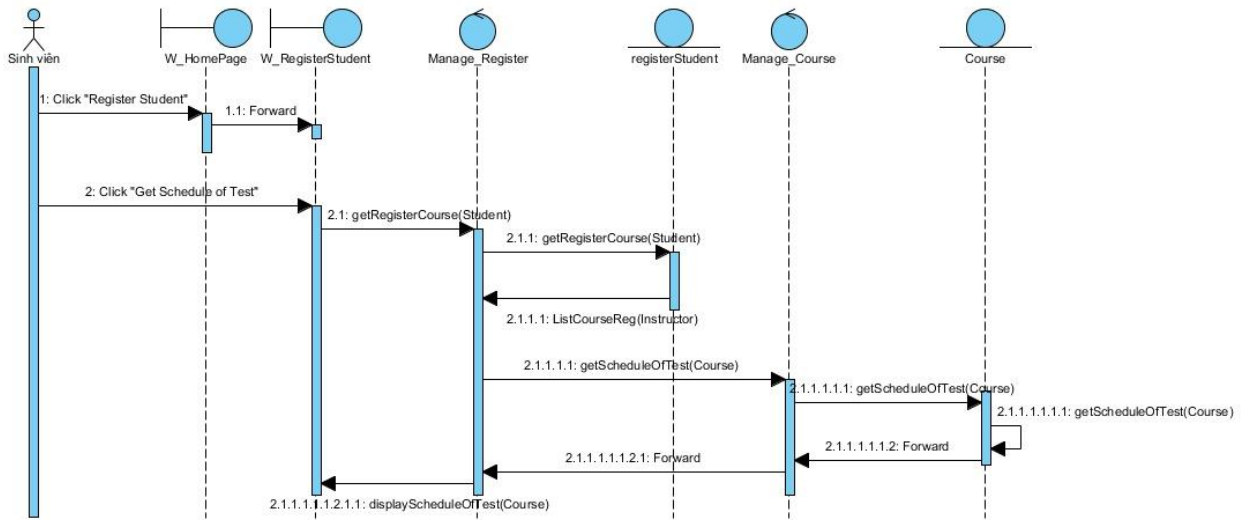 Sinh viên
W_HomePage
W_RegisterStudent
Manage_Register
registerStudent
Manage_Course
Course
1: Click "Register Student"
1.1: Forward
2: Click "Get Schedule of Test"
2.1: getRegisterCourse(Student)
2.1.1: getRegisterCourse(Student)
2.1.1.1: ListCourseReg(Instructor)
2.1.1.1.1: getScheduleOfTest(Course)
2.1.1.1.1.1: getScheduleOfTest(Course)
2.1.1.1.1.1.1: getScheduleOfTest(Course)
2.1.1.1.1.1.2: Forward
2.1.1.1.1.1.2.1: Forward
2.1.1.1.1.1.2.1.1: displayScheduleOfTest(Course)